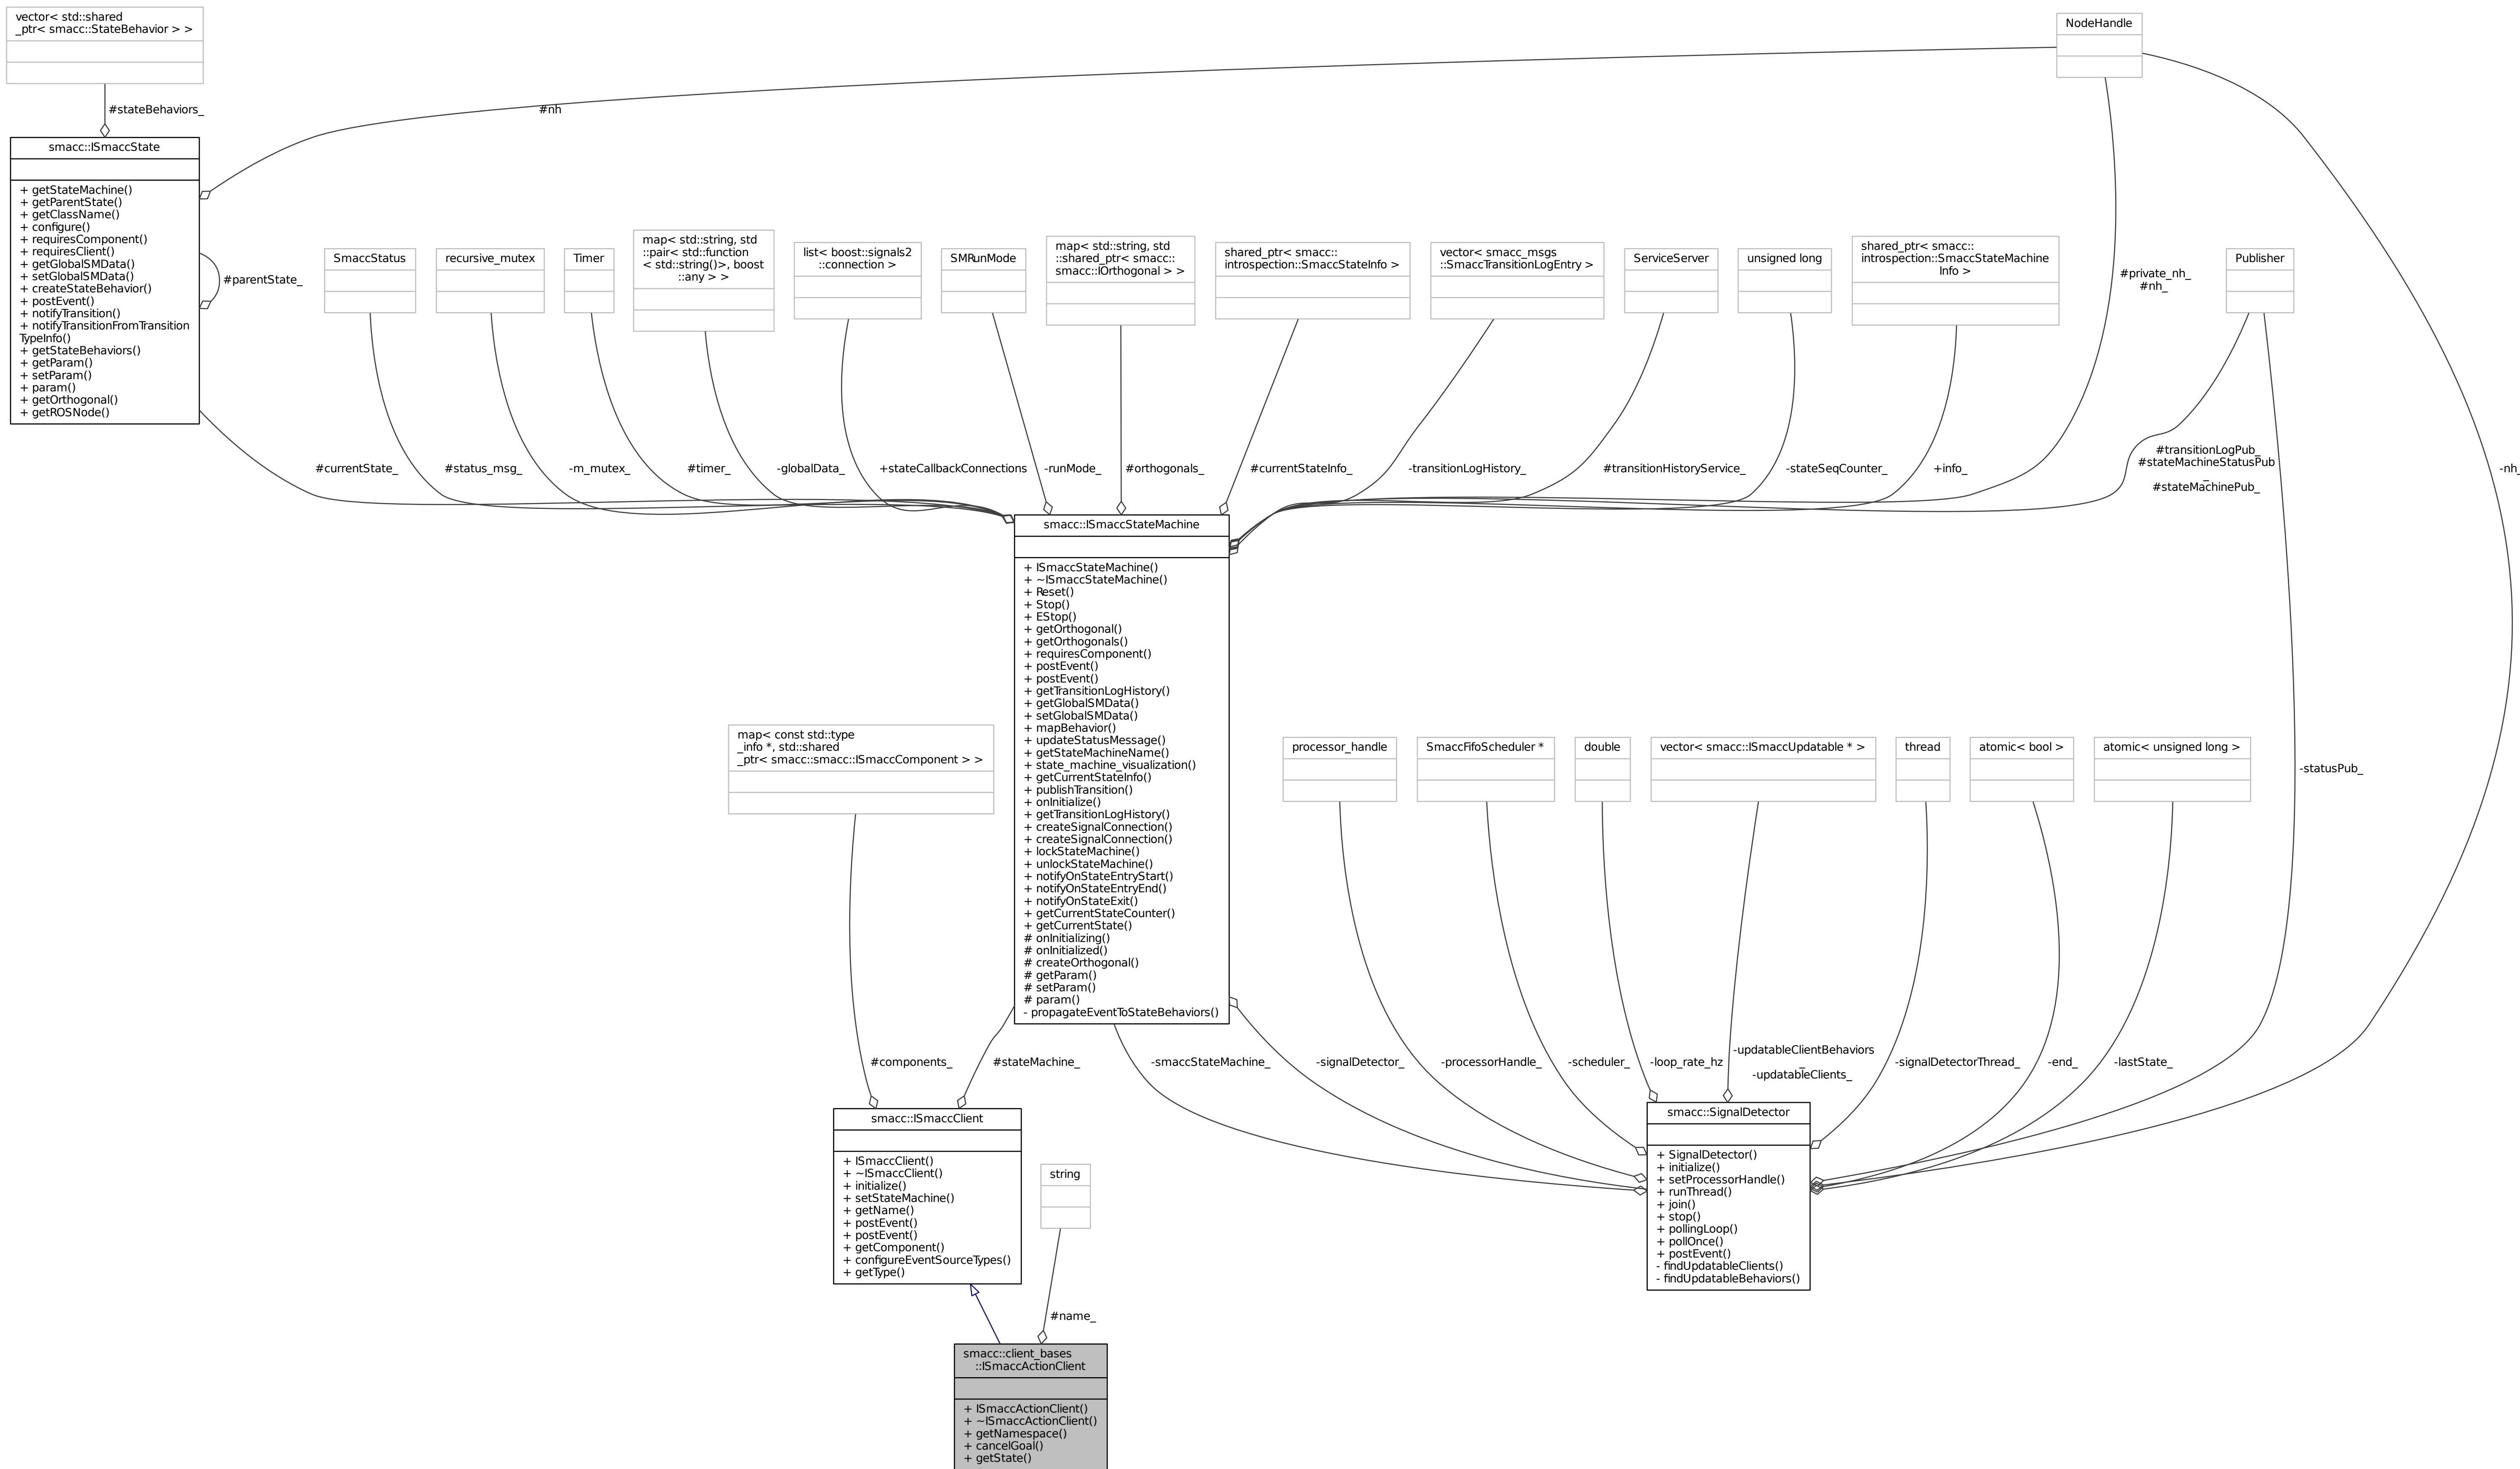 vector< std::shared
_ptr< smacc::StateBehavior > >
NodeHandle
#stateBehaviors_
#nh
smacc::ISmaccState
+ getStateMachine()
+ getParentState()
+ getClassName()
+ configure()
+ requiresComponent()
+ requiresClient()
+ getGlobalSMData()
+ setGlobalSMData()
+ createStateBehavior()
+ postEvent()
+ notifyTransition()
+ notifyTransitionFromTransition
TypeInfo()
+ getStateBehaviors()
+ getParam()
+ setParam()
+ param()
+ getOrthogonal()
+ getROSNode()
#parentState_
SmaccStatus
recursive_mutex
Timer
map< std::string, std
::pair< std::function
< std::string()>, boost
::any > >
list< boost::signals2
::connection >
SMRunMode
map< std::string, std
::shared_ptr< smacc::
smacc::IOrthogonal > >
shared_ptr< smacc::
introspection::SmaccStateInfo >
vector< smacc_msgs
::SmaccTransitionLogEntry >
ServiceServer
unsigned long
shared_ptr< smacc::
introspection::SmaccStateMachine
Info >
#private_nh_
#nh_
Publisher
#currentState_
#status_msg_
-m_mutex_
#timer_
-globalData_
+stateCallbackConnections
-runMode_
#orthogonals_
#currentStateInfo_
-transitionLogHistory_
#transitionHistoryService_
-stateSeqCounter_
+info_
#transitionLogPub_
#stateMachineStatusPub
_
#stateMachinePub_
-nh_
smacc::ISmaccStateMachine
+ ISmaccStateMachine()
+ ~ISmaccStateMachine()
+ Reset()
+ Stop()
+ EStop()
+ getOrthogonal()
+ getOrthogonals()
+ requiresComponent()
+ postEvent()
+ postEvent()
+ getTransitionLogHistory()
+ getGlobalSMData()
+ setGlobalSMData()
+ mapBehavior()
+ updateStatusMessage()
+ getStateMachineName()
+ state_machine_visualization()
+ getCurrentStateInfo()
+ publishTransition()
+ onInitialize()
+ getTransitionLogHistory()
+ createSignalConnection()
+ createSignalConnection()
+ lockStateMachine()
+ unlockStateMachine()
+ notifyOnStateEntryStart()
+ notifyOnStateEntryEnd()
+ notifyOnStateExit()
+ getCurrentStateCounter()
+ getCurrentState()
# onInitializing()
# onInitialized()
# createOrthogonal()
# getParam()
# setParam()
# param()
- propagateEventToStateBehaviors()
map< const std::type
_info *, std::shared
_ptr< smacc::smacc::ISmaccComponent > >
processor_handle
SmaccFifoScheduler *
double
vector< smacc::ISmaccUpdatable * >
thread
atomic< bool >
atomic< unsigned long >
-statusPub_
#components_
#stateMachine_
-smaccStateMachine_
-signalDetector_
-processorHandle_
-scheduler_
-loop_rate_hz
-updatableClientBehaviors
_
-updatableClients_
-signalDetectorThread_
-end_
-lastState_
smacc::ISmaccClient
+ ISmaccClient()
+ ~ISmaccClient()
+ initialize()
+ setStateMachine()
+ getName()
+ postEvent()
+ postEvent()
+ getComponent()
+ configureEventSourceTypes()
+ getType()
string
smacc::SignalDetector
+ SignalDetector()
+ initialize()
+ setProcessorHandle()
+ runThread()
+ join()
+ stop()
+ pollingLoop()
+ pollOnce()
+ postEvent()
- findUpdatableClients()
- findUpdatableBehaviors()
#name_
smacc::client_bases
::ISmaccActionClient
+ ISmaccActionClient()
+ ~ISmaccActionClient()
+ getNamespace()
+ cancelGoal()
+ getState()